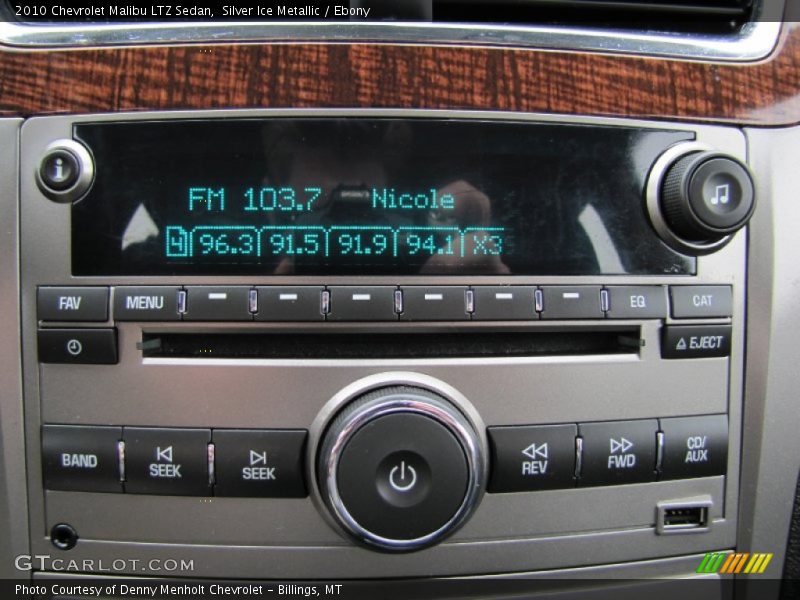 2010 Chevrolet Malibu LTZ Sedan,  Silver Ice Metallic / Ebony
i
FM 103.7 Nicole
4 96.3 91.5 91.9 94.1 X3
FAV MENU EQ CAT
EJECT
BAND SEEK SEEK REV FWD CD/
AUX
GTCARLOT.COM
Photo Courtesy of Denny Menholt Chevrolet – Billings, MT